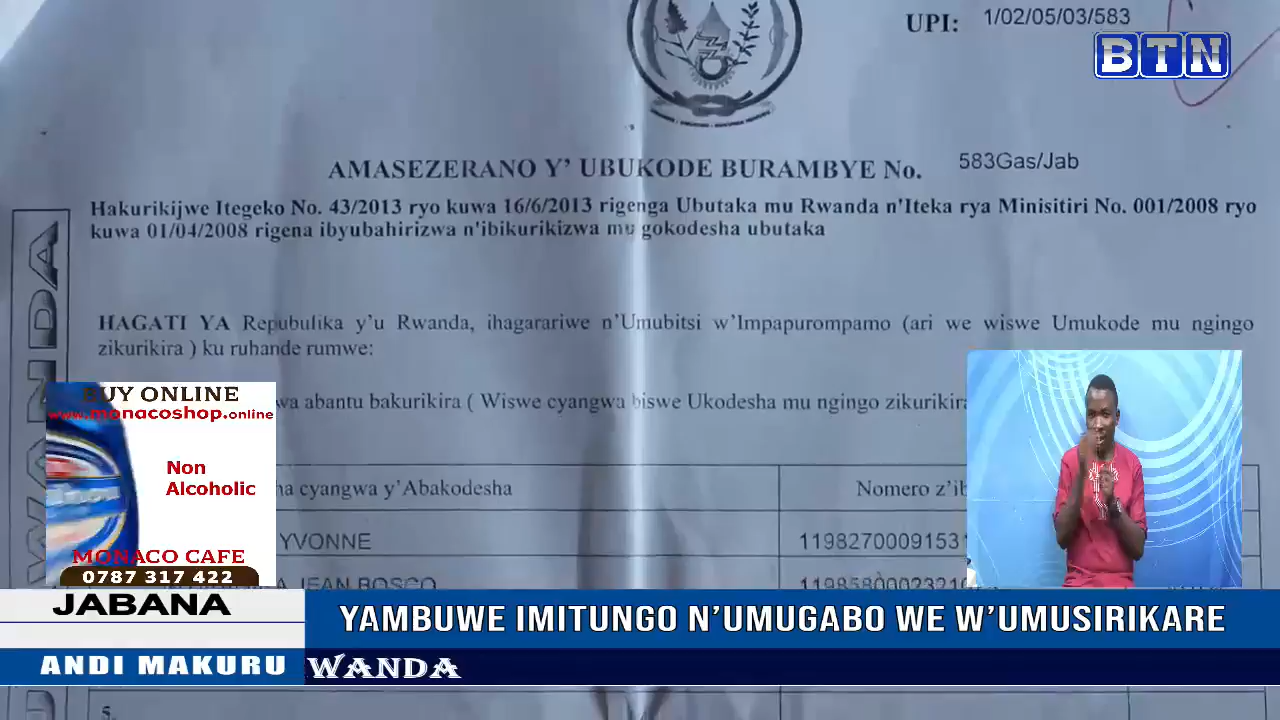 UPI: 1/02/05/03/583
BTN
AMASEZERANO Y' UBUKODE BURAMBYE No. 583Gas/Jab
Hakurikijwe Itegeko No. 43/2013 ryo kuwa 16/6/2013 rigenga Ubutaka mu Rwanda n'Iteka rya Minisitiri No. 001/2008 ryo
kuwa 01/04/2008 rigena ibyubahirizwa n'ibikurikizwa mu gokodesha ubutaka
HAGATI YA Repubulika y'u Rwanda, ihagarariwe n'Umubitsi w'Impapurompamo (ari we wiswe Umukode mu ngingo
zikurikira ) ku ruhande rumwe:
abantu bakurikira ( Wiswe cyangwa biswe Ukodesha mu ngingo zikurikira
cyangwa y'Abakodesha
Nomero
YVONNE
1198270009153
JEAN BOSCO
BUY ONLINE
www.monacoshop.online
Non
Alcoholic
MONACO CAFE
0787 317 422
JABANA
YAMBUWE IMITUNGO N'UMUGABO WE W'UMUSIRIKARE
ANDI MAKURU
WANDA
5.